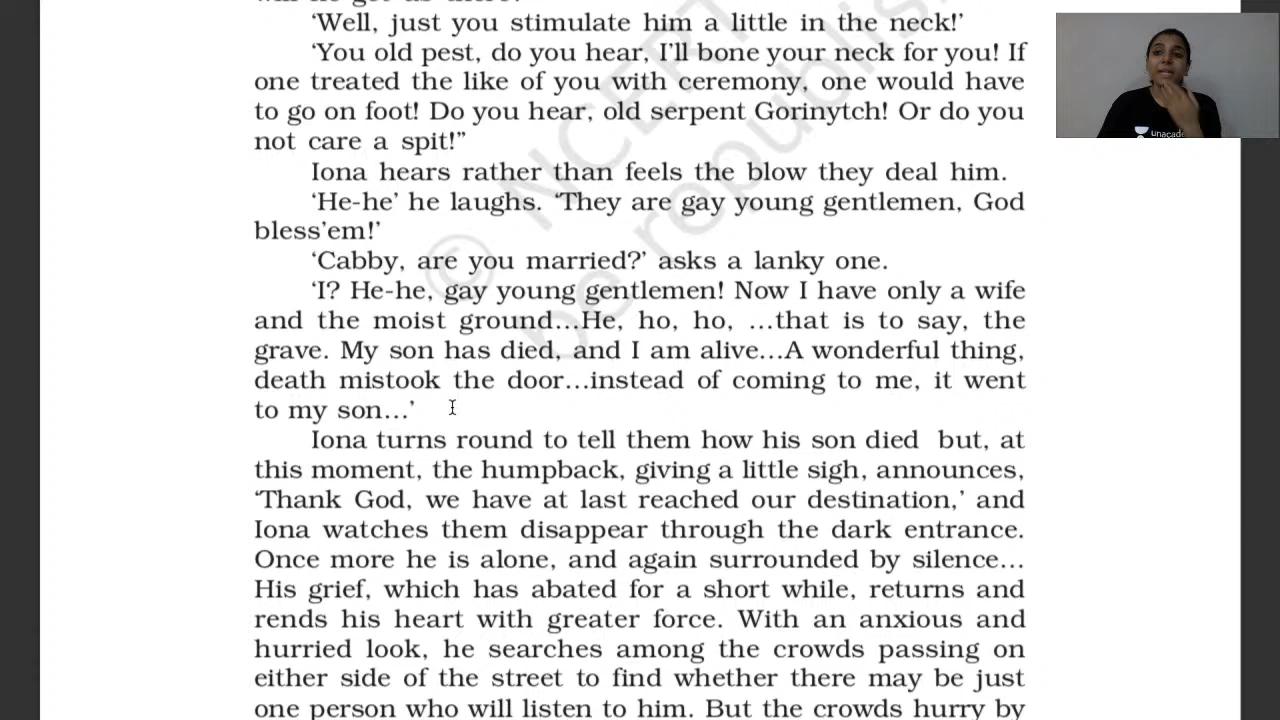 ‘Well, just you stimulate him a little in the neck!’
‘You old pest, do you hear, I’ll bone your neck for you! If
one treated the like of you with ceremony, one would have
to go on foot! Do you hear, old serpent Gorinytch! Or do you
not care a spit!”
Iona hears rather than feels the blow they deal him.
‘He-he’ he laughs. ‘They are gay young gentlemen, God
bless’em!’
‘Cabby, are you married?’ asks a lanky one.
‘I? He-he, gay young gentlemen! Now I have only a wife
and the moist ground...He, ho, ho, ...that is to say, the
grave. My son has died, and I am alive...A wonderful thing,
death mistook the door...instead of coming to me, it went
to my son...’
Iona turns round to tell them how his son died but, at
this moment, the humpback, giving a little sigh, announces,
‘Thank God, we have at last reached our destination,’ and
Iona watches them disappear through the dark entrance.
Once more he is alone, and again surrounded by silence...
His grief, which has abated for a short while, returns and
rends his heart with greater force. With an anxious and
hurried look, he searches among the crowds passing on
either side of the street to find whether there may be just
one person who will listen to him. But the crowds hurry by
© NCERT
be republish
unacade